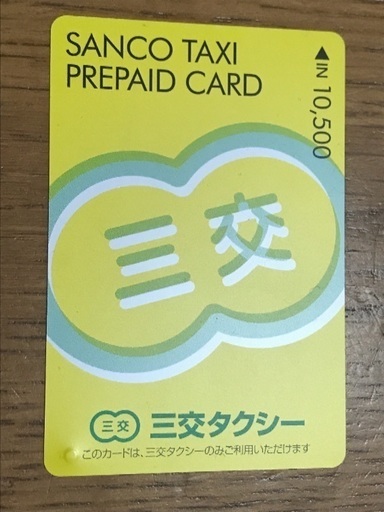 SANCO TAXI
PREPAID CARD
◀IN 10,500
三交
三交 三交タクシー
このカードは、三交タクシーのみご利用いただけます